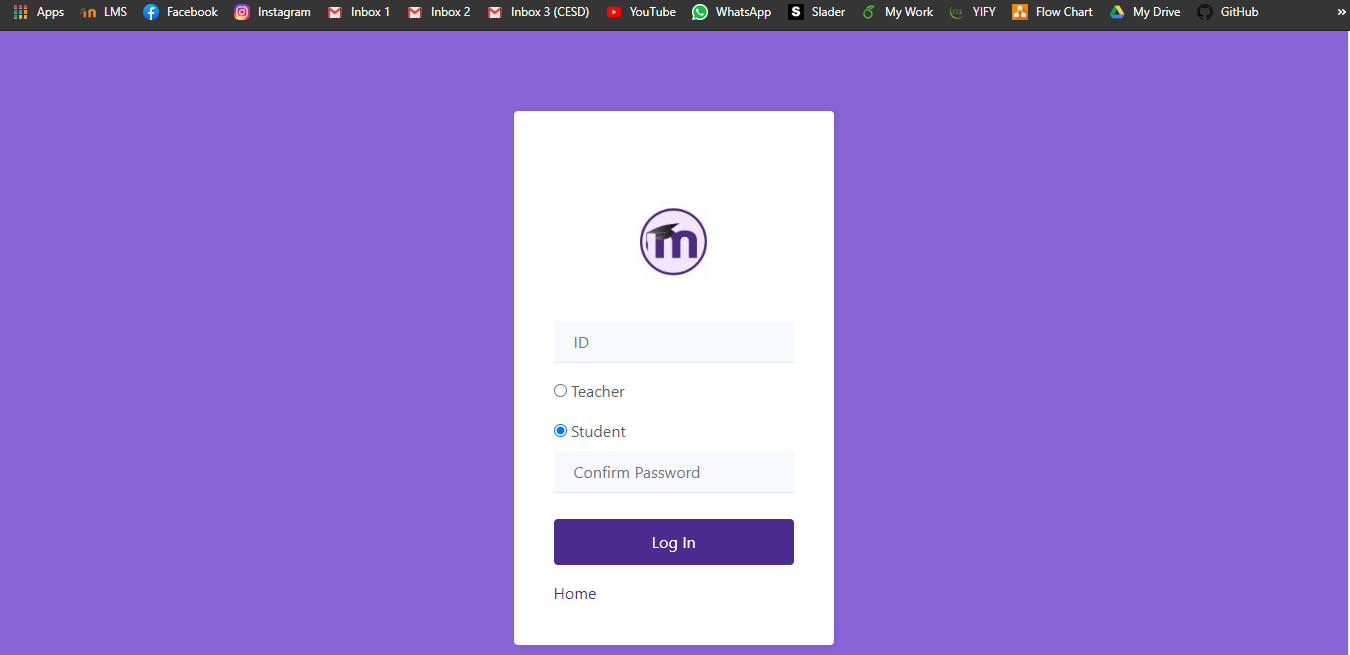 Apps LMS Facebook Instagram Inbox 1 Inbox 2 Inbox 3 (CESD) YouTube WhatsApp S Slader My Work YIFY Flow Chart My Drive GitHub »
m
ID
Teacher
Student
Confirm Password
Log In
Home